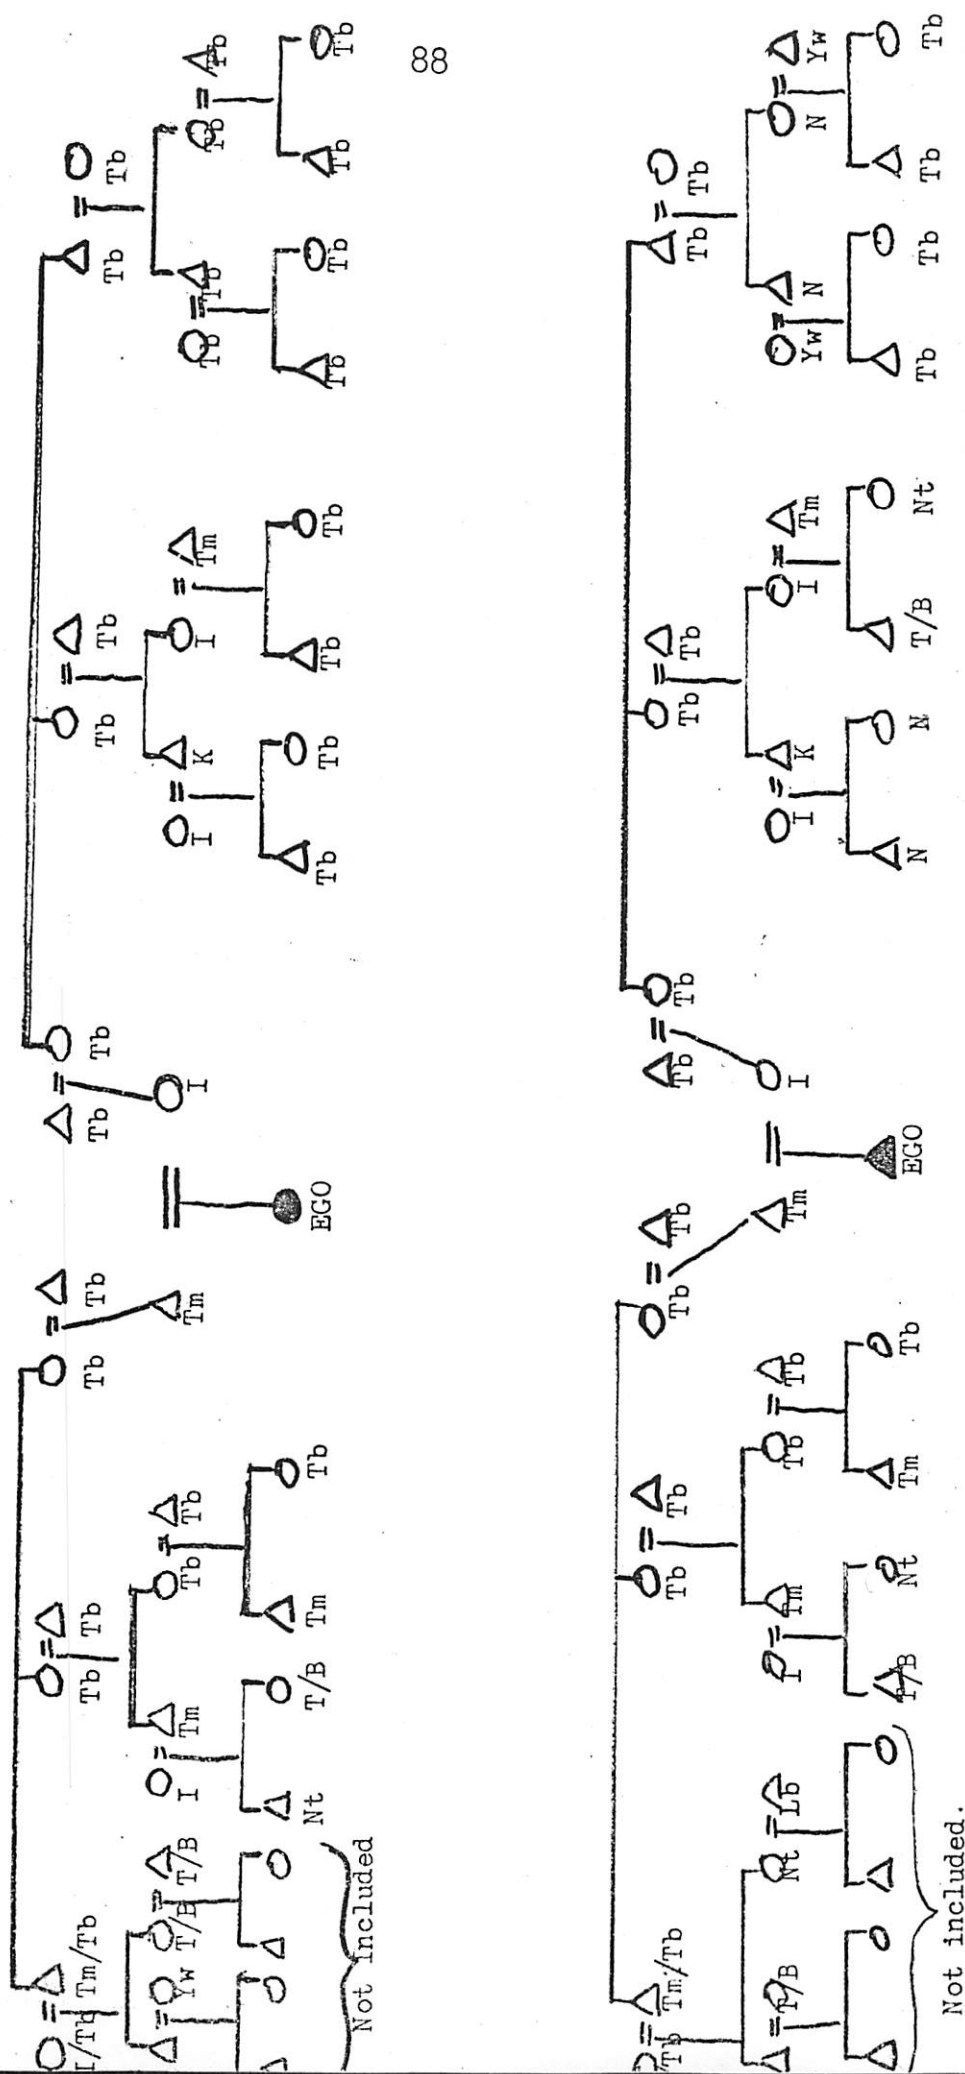 I/Tb Tm/Tb Tb Tb Tb Tb Tb Tb Tb Tb Tb Tb
Yw T/B T/B I Tm Tb Tb Tm I I K I Tm Tb Tb Tb Tb
Nt T/B Tm Tb EGO Tb Tb Tb Tb Tb Tb Tb Tb
Not included
88
Tb Tm/Tb Tb Tb Tb Tb Tb Tb Tb Tb Tb Tb
T/B Nt Lb I Tm Tb Tb Tm I I K I Tm Yw N N Yw
T/B Nt Tm Tb EGO N N T/B Nt Tb Tb Tb Tb
Not included.